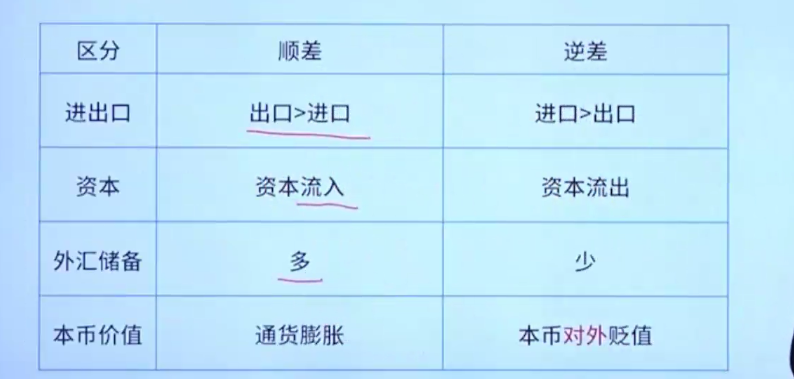 区分 顺差 逆差
进出口 出口>进口 进口>出口
资本 资本流入 资本流出
外汇储备 多 少
本币价值 通货膨胀 本币对外贬值